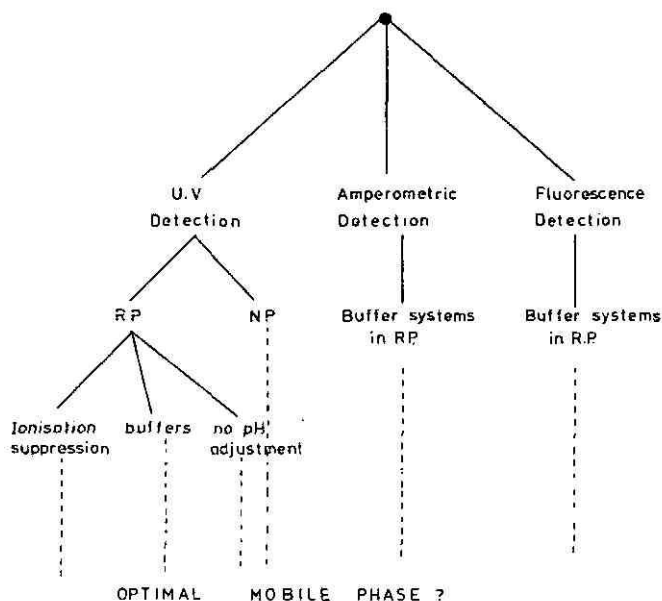 U.V
Detection
Amperometric
Detection
Fluorescence
Detection
RP
NP
Buffer systems
in RP.
Buffer systems
in R.P.
Ionisation
suppression
buffers
no pH
adjustment
OPTIMAL MOBILE PHASE ?